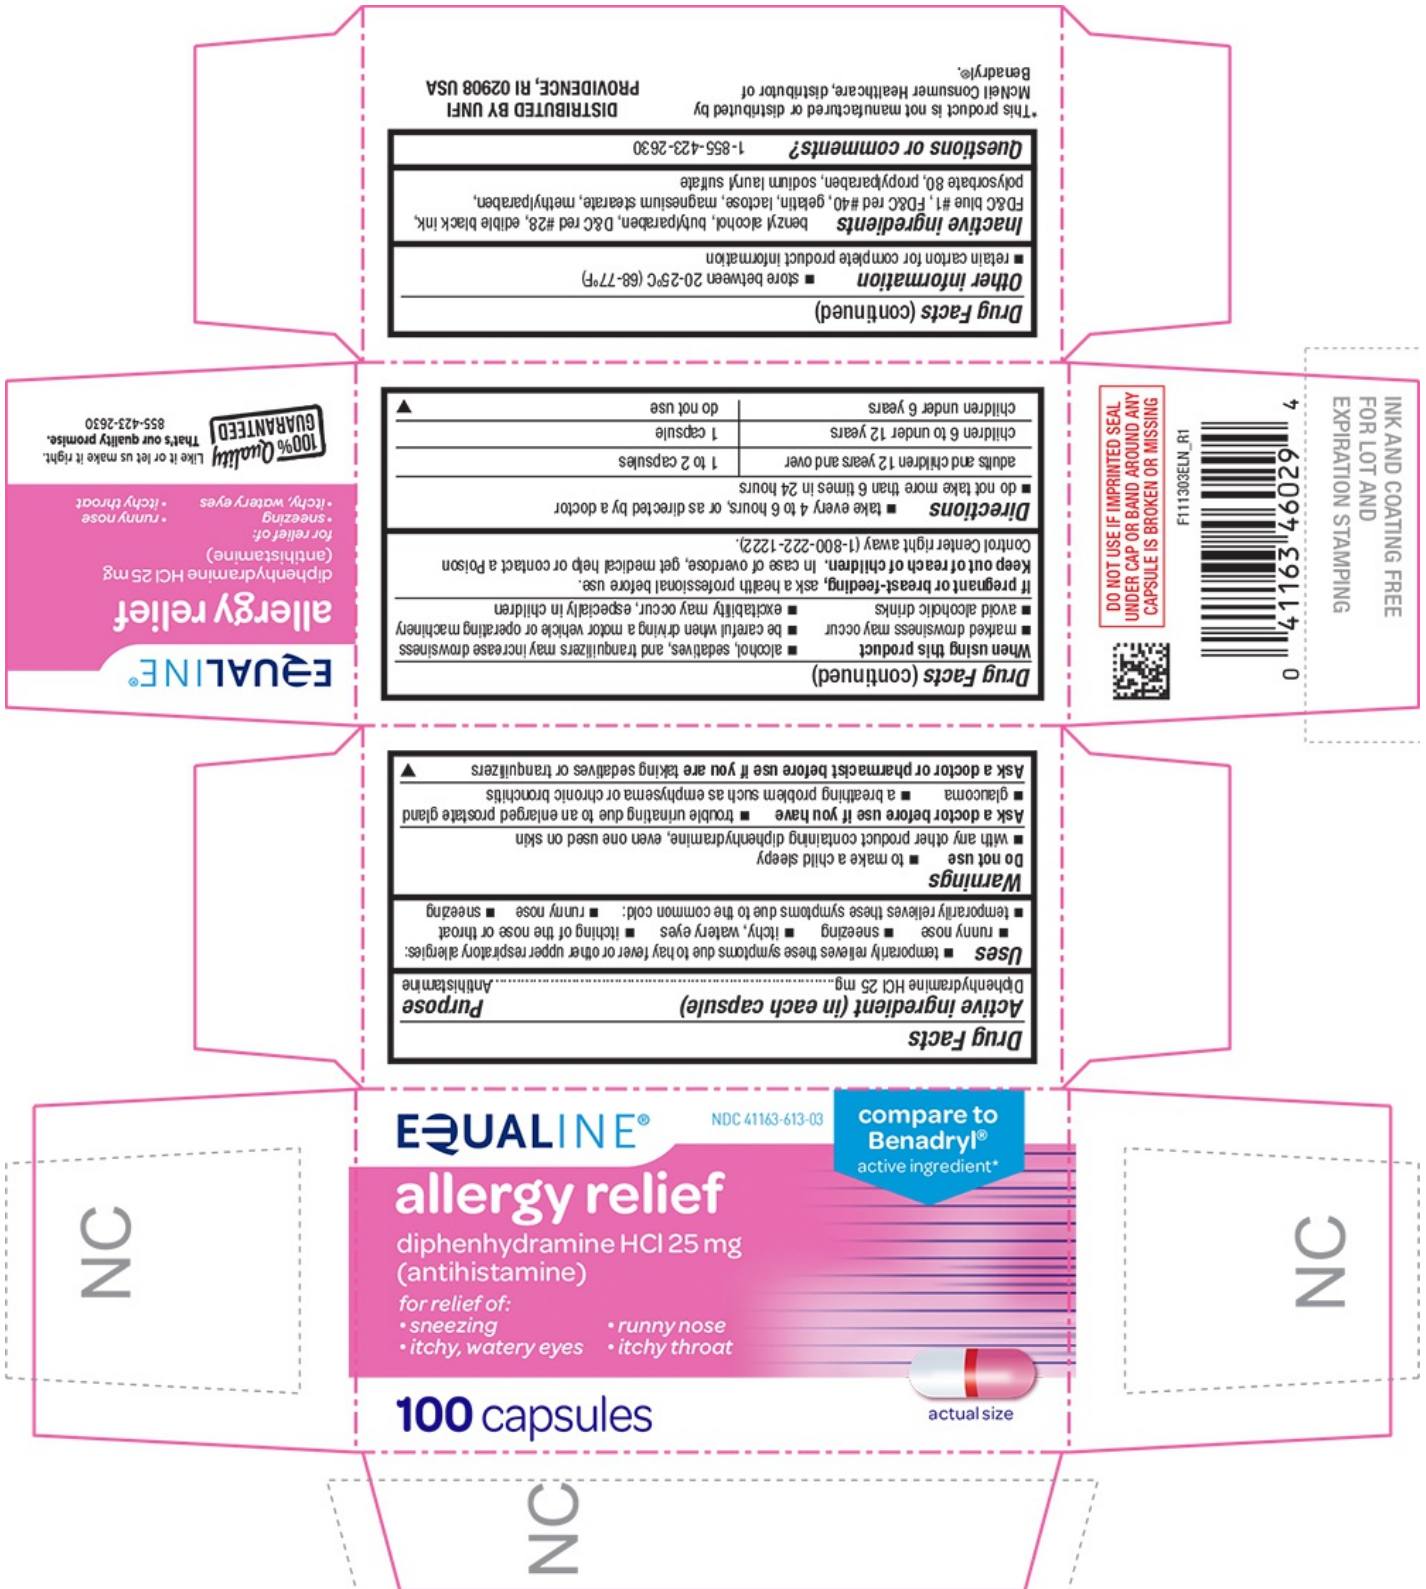 EQUALINE®
NDC 41163-613-03
compare to
Benadryl®
active ingredient*
allergy relief
diphenhydramine HCl 25 mg
(antihistamine)
for relief of:
• sneezing • runny nose
• itchy, watery eyes • itchy throat
100 capsules
actual size
NC
NC
NC
Drug Facts
Active ingredient (in each capsule) Purpose
Diphenhydramine HCl 25 mg................................................Antihistamine
Uses ■ temporarily relieves these symptoms due to hay fever or other upper respiratory allergies:
■ runny nose ■ sneezing ■ itchy, watery eyes ■ itching of the nose or throat
■ temporarily relieves these symptoms due to the common cold: ■ runny nose ■ sneezing
Warnings
Do not use ■ to make a child sleepy
■ with any other product containing diphenhydramine, even one used on skin
Ask a doctor before use if you have ■ trouble urinating due to an enlarged prostate gland
■ glaucoma ■ a breathing problem such as emphysema or chronic bronchitis
Ask a doctor or pharmacist before use if you are taking sedatives or tranquilizers
Drug Facts (continued)
When using this product ■ alcohol, sedatives, and tranquilizers may increase drowsiness
■ marked drowsiness may occur ■ be careful when driving a motor vehicle or operating machinery
■ avoid alcoholic drinks ■ excitability may occur, especially in children
If pregnant or breast-feeding, ask a health professional before use.
Keep out of reach of children. In case of overdose, get medical help or contact a Poison
Control Center right away (1-800-222-1222).
Directions ■ take every 4 to 6 hours, or as directed by a doctor
■ do not take more than 6 times in 24 hours
adults and children 12 years and over 1 to 2 capsules
children 6 to under 12 years 1 capsule
children under 6 years do not use
Drug Facts (continued)
Other information ■ store between 20-25°C (68-77°F)
■ retain carton for complete product information
Inactive ingredients benzyl alcohol, butylparaben, D&C red #28, edible black ink,
FD&C blue #1, FD&C red #40, gelatin, lactose, magnesium stearate, methylparaben,
polysorbate 80, propylparaben, sodium lauryl sulfate
Questions or comments? 1-855-423-2630
*This product is not manufactured or distributed by
McNeil Consumer Healthcare, distributor of
Benadryl®.
DISTRIBUTED BY UNFI
PROVIDENCE, RI 02908 USA
EQUALINE®
allergy relief
diphenhydramine HCl 25 mg
(antihistamine)
for relief of:
• sneezing • runny nose
• itchy, watery eyes • itchy throat
100% Quality
GUARANTEED
Like it or let us make it right.
That's our quality promise.
855-423-2630
DO NOT USE IF IMPRINTED SEAL
UNDER CAP OR BAND AROUND ANY
CAPSULE IS BROKEN OR MISSING
F111303ELN_R1
0 41163 46029 4
INK AND COATING FREE
FOR LOT AND
EXPIRATION STAMPING